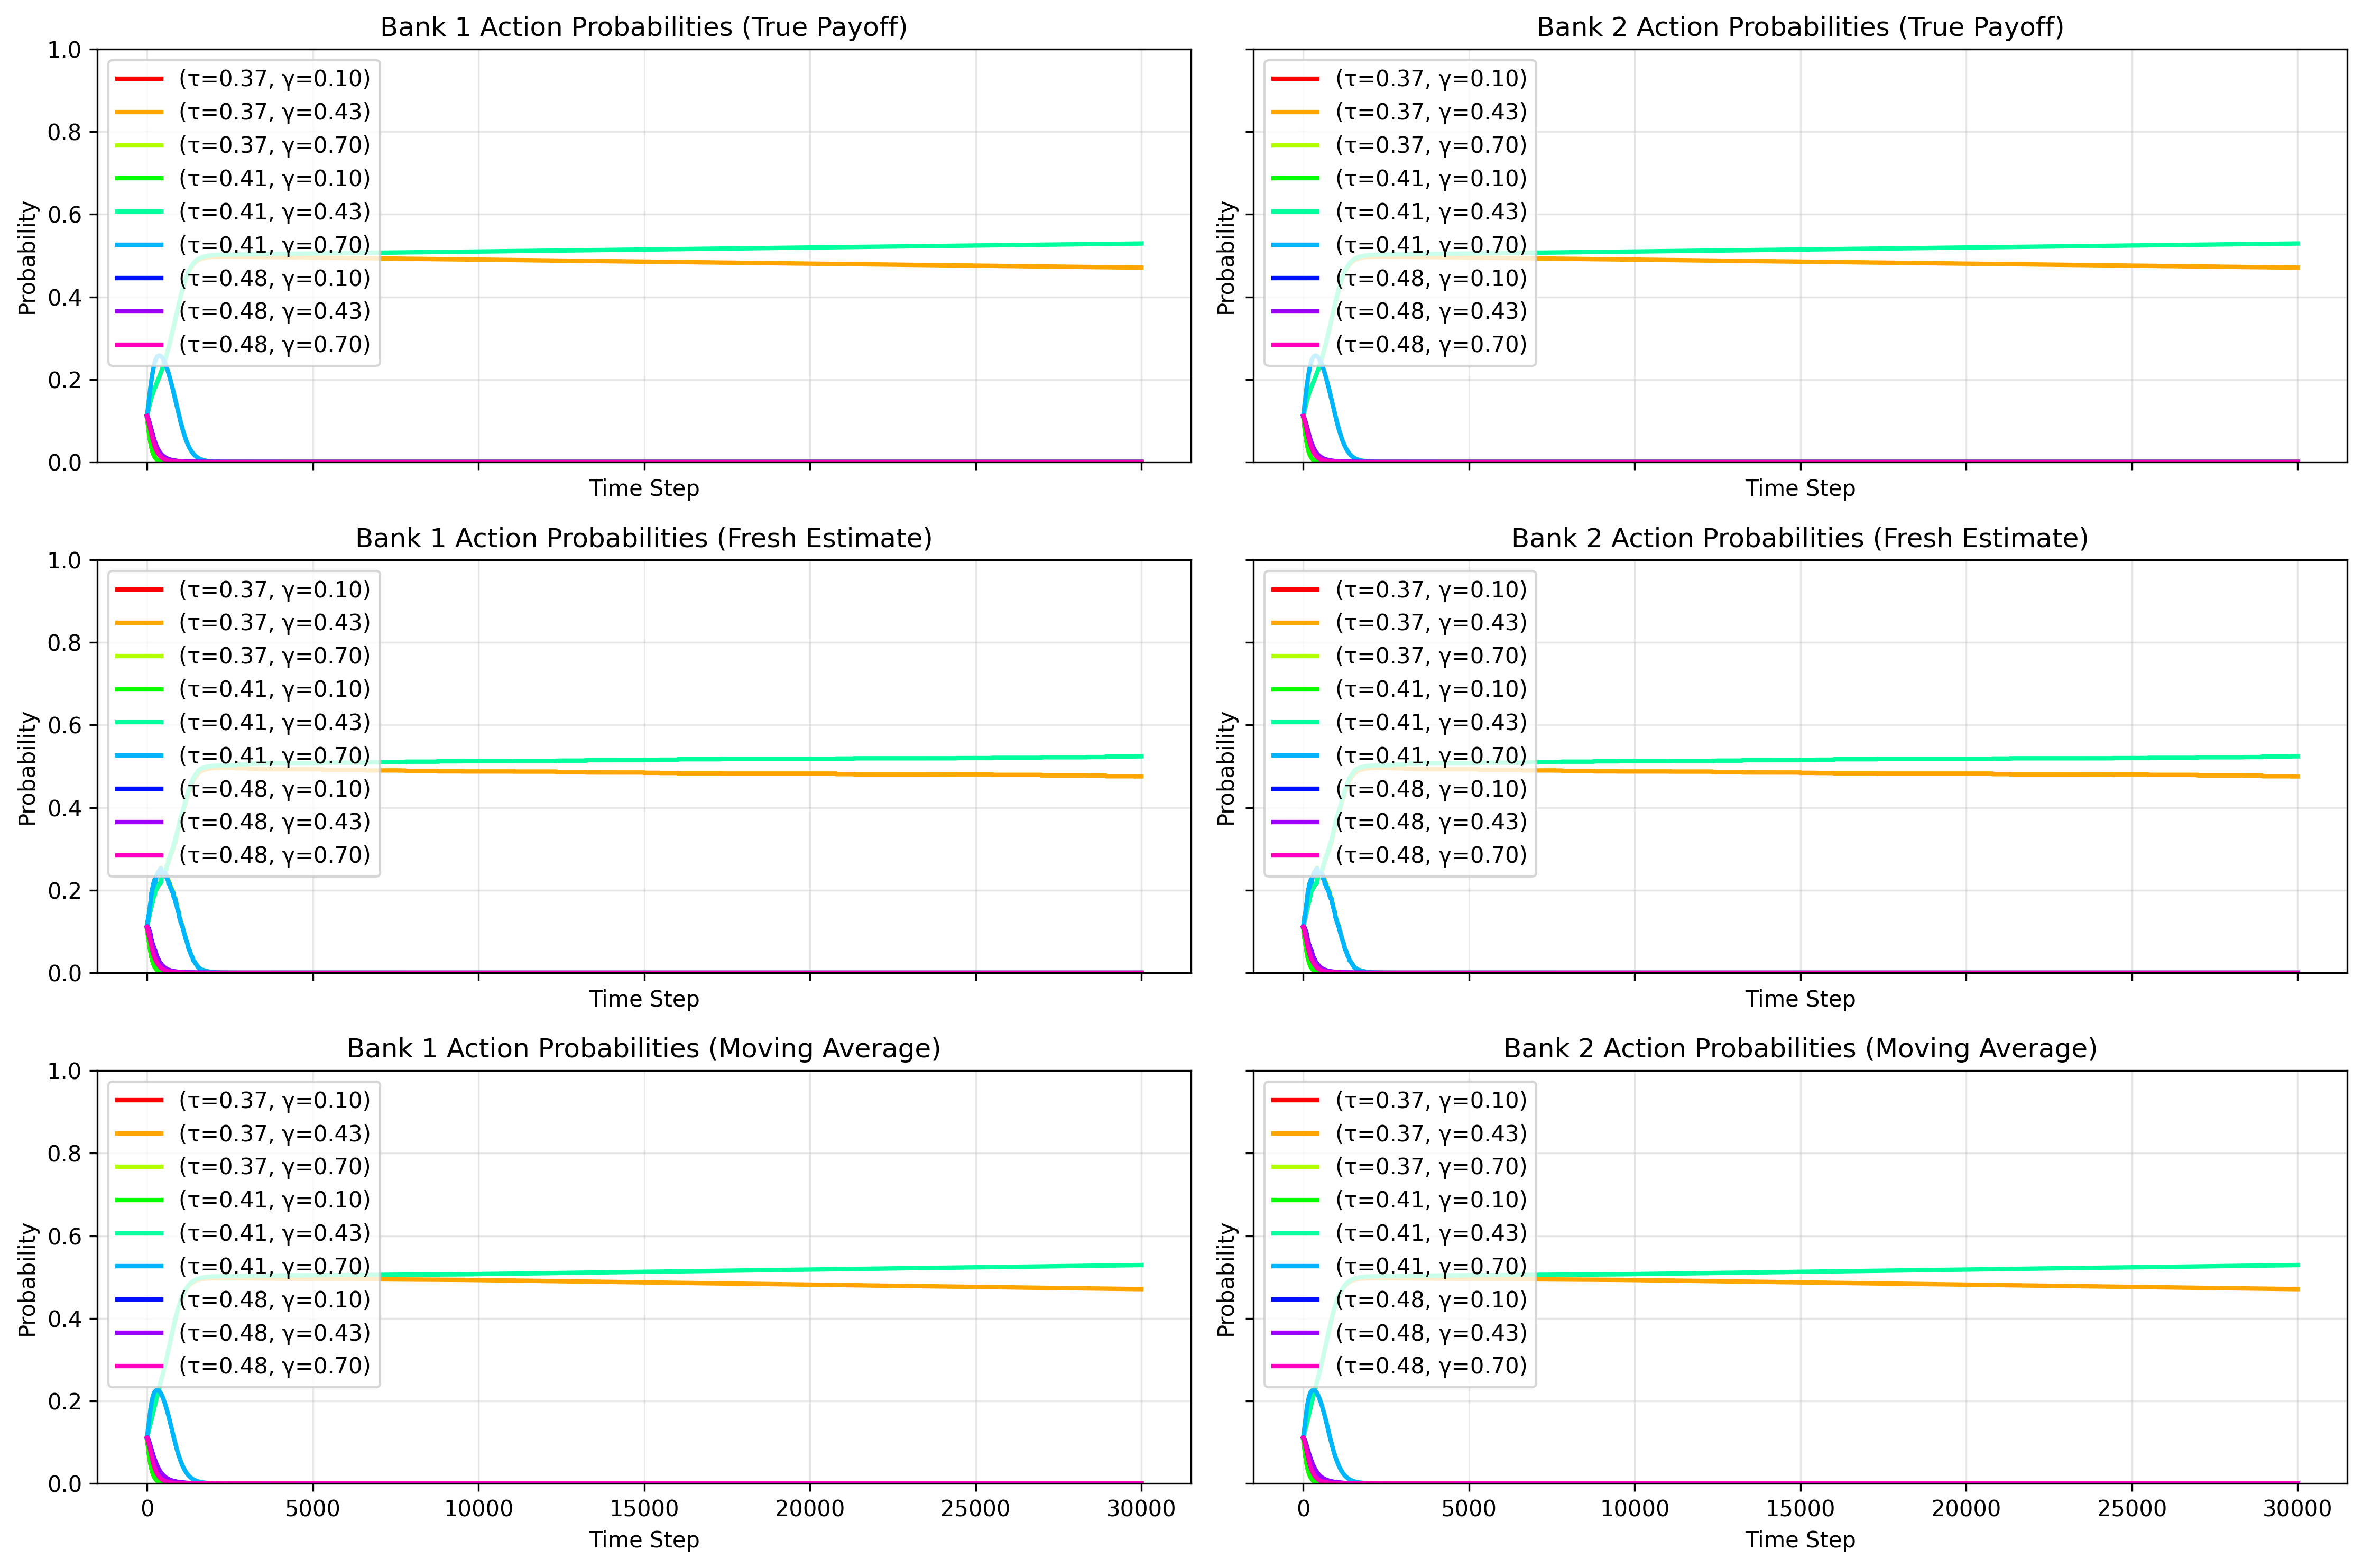 Bank 1 Action Probabilities (True Payoff)
1.0
0.8
0.6
0.4
0.2
0.0
Probability
(τ=0.37, γ=0.10)
(τ=0.37, γ=0.43)
(τ=0.37, γ=0.70)
(τ=0.41, γ=0.10)
(τ=0.41, γ=0.43)
(τ=0.41, γ=0.70)
(τ=0.48, γ=0.10)
(τ=0.48, γ=0.43)
(τ=0.48, γ=0.70)
Time Step
Bank 2 Action Probabilities (True Payoff)
Probability
(τ=0.37, γ=0.10)
(τ=0.37, γ=0.43)
(τ=0.37, γ=0.70)
(τ=0.41, γ=0.10)
(τ=0.41, γ=0.43)
(τ=0.41, γ=0.70)
(τ=0.48, γ=0.10)
(τ=0.48, γ=0.43)
(τ=0.48, γ=0.70)
Time Step
Bank 1 Action Probabilities (Fresh Estimate)
1.0
0.8
0.6
0.4
0.2
0.0
Probability
(τ=0.37, γ=0.10)
(τ=0.37, γ=0.43)
(τ=0.37, γ=0.70)
(τ=0.41, γ=0.10)
(τ=0.41, γ=0.43)
(τ=0.41, γ=0.70)
(τ=0.48, γ=0.10)
(τ=0.48, γ=0.43)
(τ=0.48, γ=0.70)
Time Step
Bank 2 Action Probabilities (Fresh Estimate)
Probability
(τ=0.37, γ=0.10)
(τ=0.37, γ=0.43)
(τ=0.37, γ=0.70)
(τ=0.41, γ=0.10)
(τ=0.41, γ=0.43)
(τ=0.41, γ=0.70)
(τ=0.48, γ=0.10)
(τ=0.48, γ=0.43)
(τ=0.48, γ=0.70)
Time Step
Bank 1 Action Probabilities (Moving Average)
1.0
0.8
0.6
0.4
0.2
0.0
Probability
(τ=0.37, γ=0.10)
(τ=0.37, γ=0.43)
(τ=0.37, γ=0.70)
(τ=0.41, γ=0.10)
(τ=0.41, γ=0.43)
(τ=0.41, γ=0.70)
(τ=0.48, γ=0.10)
(τ=0.48, γ=0.43)
(τ=0.48, γ=0.70)
0 5000 10000 15000 20000 25000 30000
Time Step
Bank 2 Action Probabilities (Moving Average)
Probability
(τ=0.37, γ=0.10)
(τ=0.37, γ=0.43)
(τ=0.37, γ=0.70)
(τ=0.41, γ=0.10)
(τ=0.41, γ=0.43)
(τ=0.41, γ=0.70)
(τ=0.48, γ=0.10)
(τ=0.48, γ=0.43)
(τ=0.48, γ=0.70)
0 5000 10000 15000 20000 25000 30000
Time Step